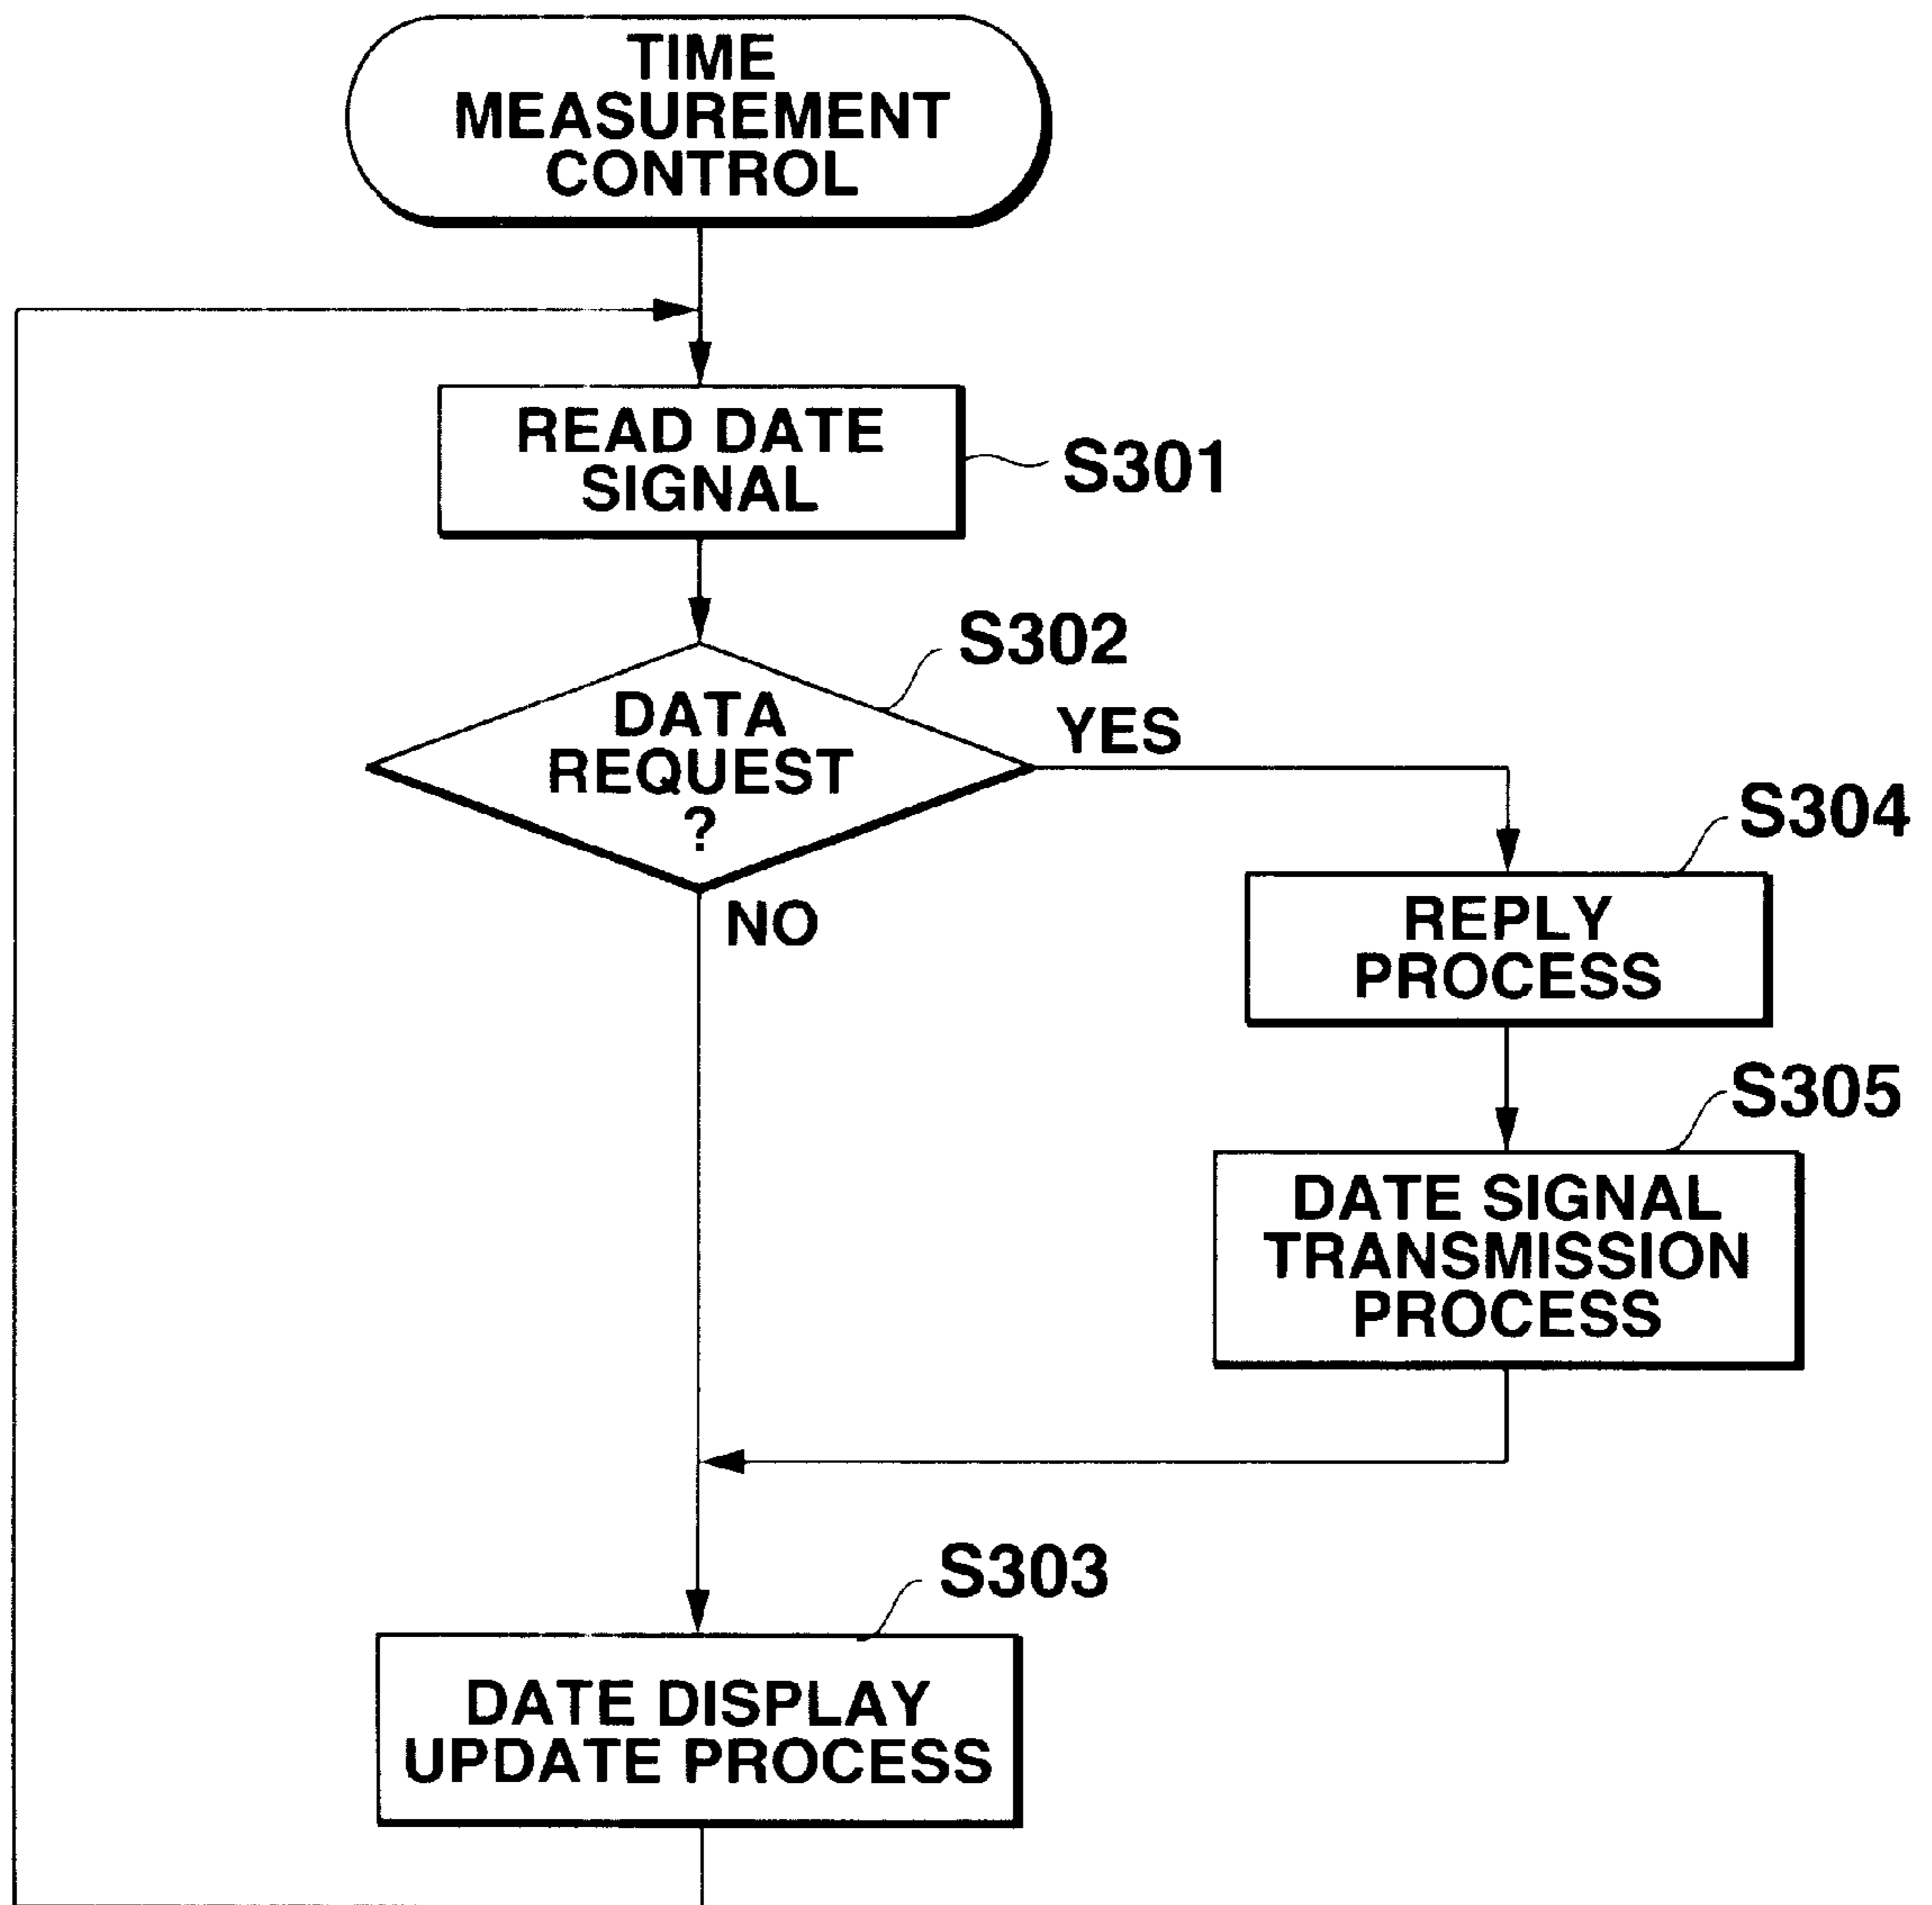 TIME
MEASUREMENT
CONTROL
READ DATE
SIGNAL
S301
S302
DATA
REQUEST
?
YES
NO
S304
REPLY
PROCESS
S305
DATE SIGNAL
TRANSMISSION
PROCESS
S303
DATE DISPLAY
UPDATE PROCESS